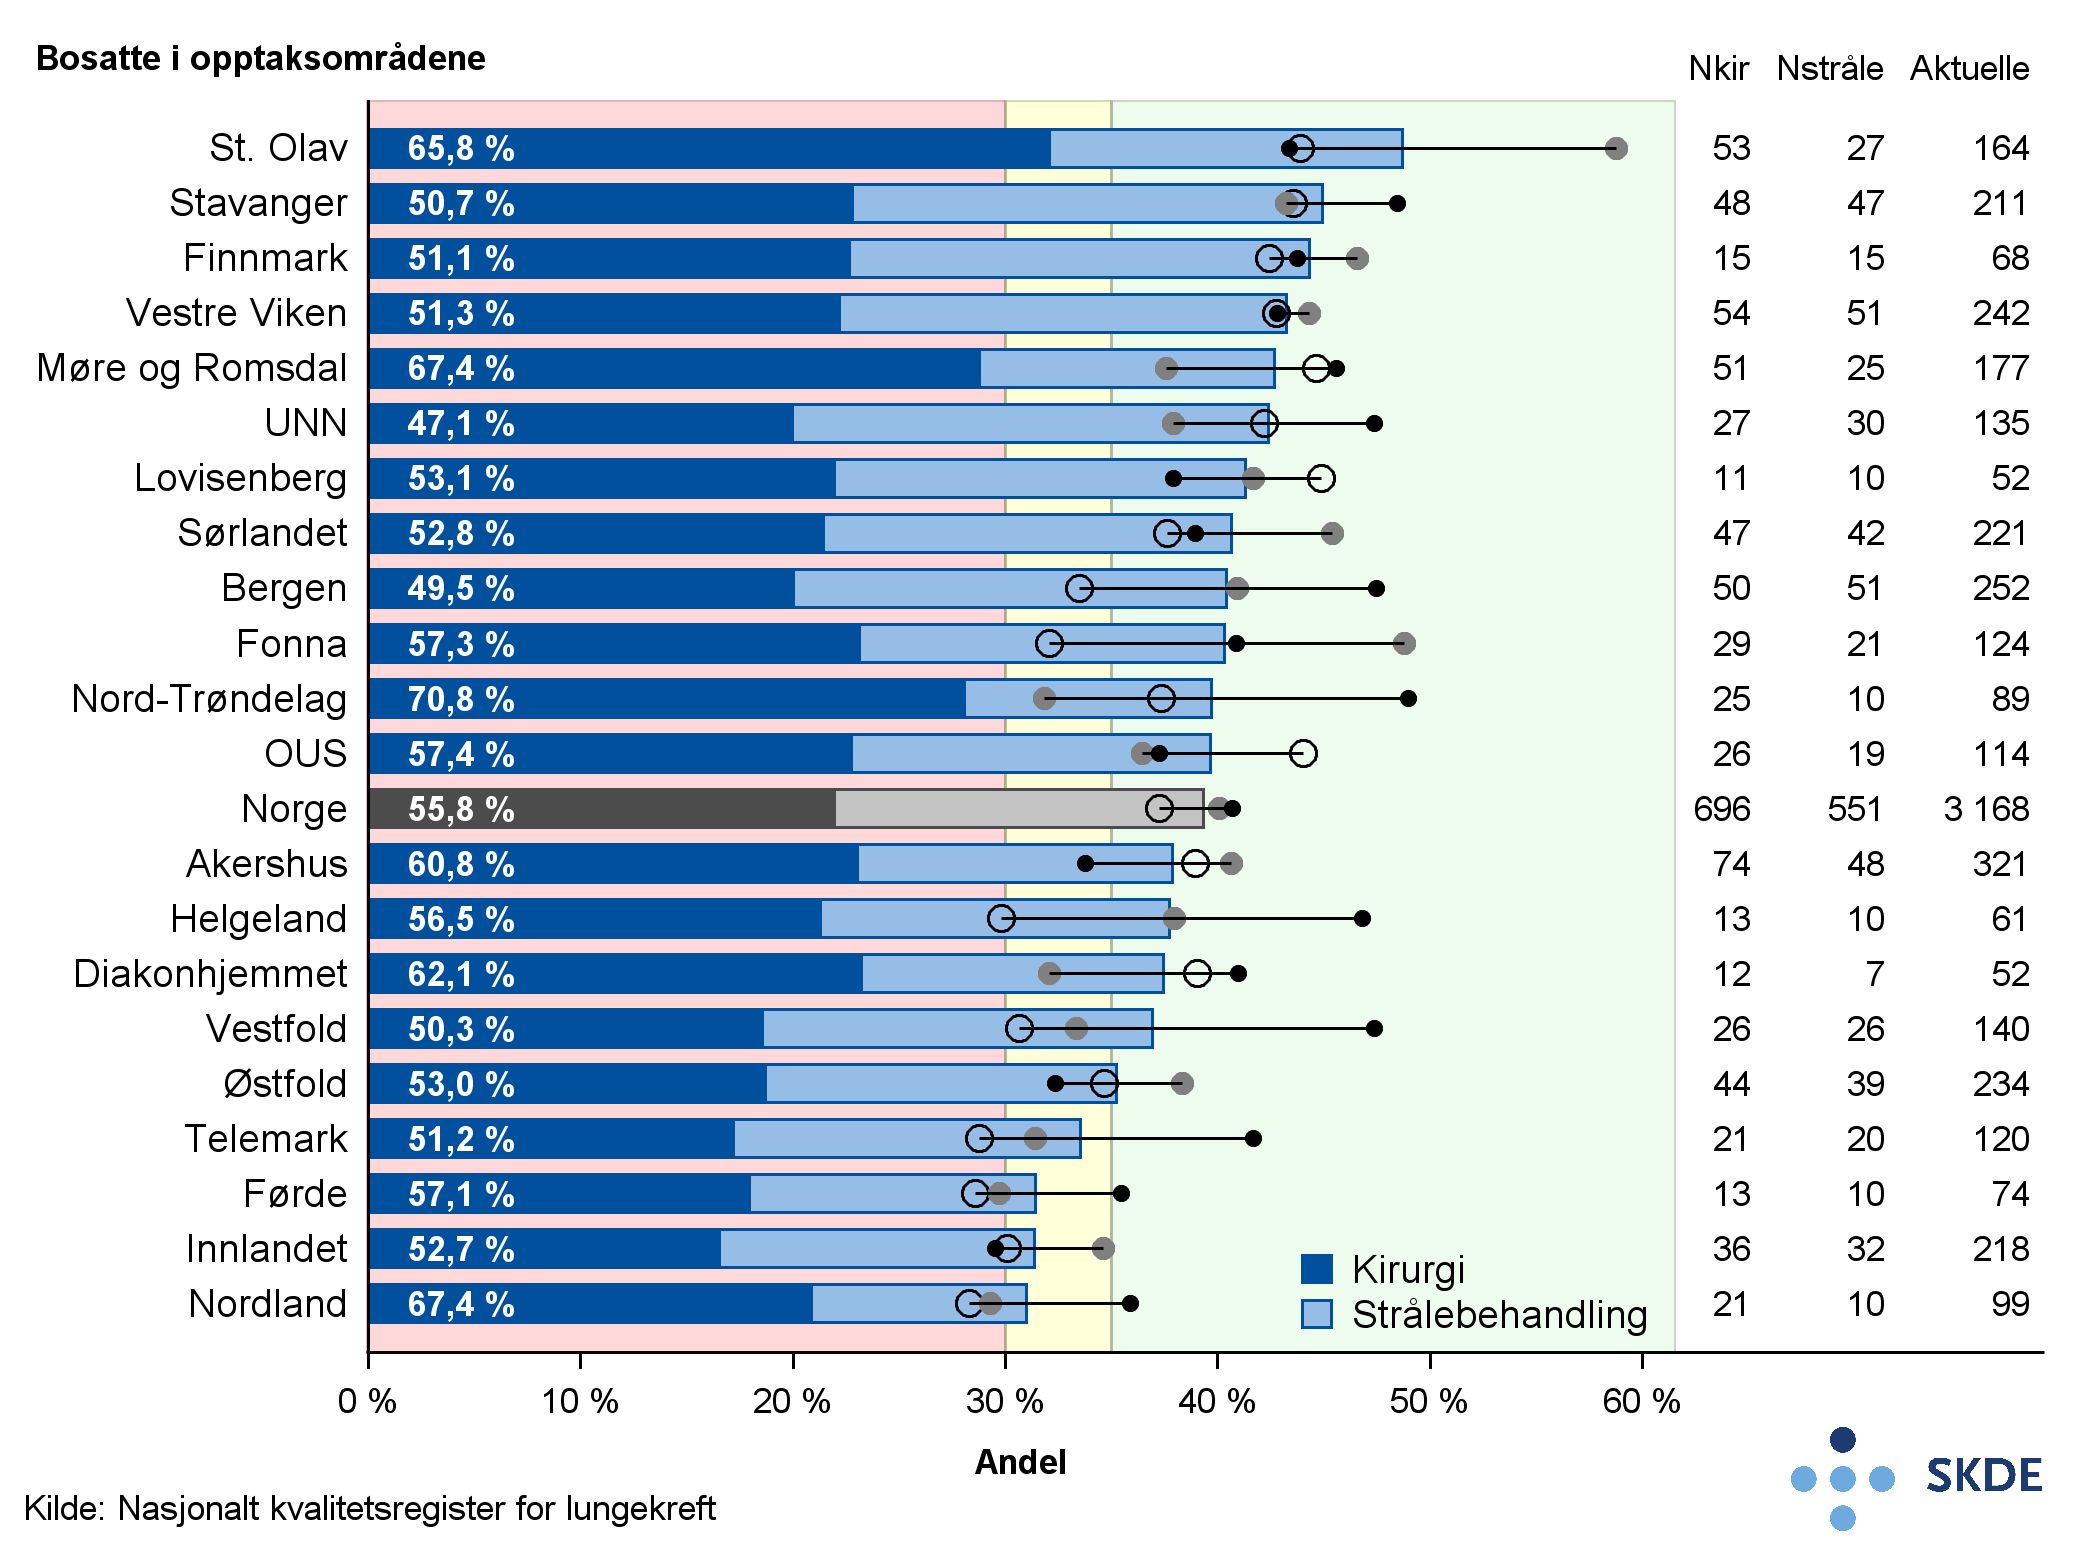 Bosatte i opptaksområdene Nkir Nstråle Aktuelle
St. Olav 65,8 % 53 27 164
Stavanger 50,7 % 48 47 211
Finnmark 51,1 % 15 15 68
Vestre Viken 51,3 % 54 51 242
Møre og Romsdal 67,4 % 51 25 177
UNN 47,1 % 27 30 135
Lovisenberg 53,1 % 11 10 52
Sørlandet 52,8 % 47 42 221
Bergen 49,5 % 50 51 252
Fonna 57,3 % 29 21 124
Nord-Trøndelag 70,8 % 25 10 89
OUS 57,4 % 26 19 114
Norge 55,8 % 696 551 3 168
Akershus 60,8 % 74 48 321
Helgeland 56,5 % 13 10 61
Diakonhjemmet 62,1 % 12 7 52
Vestfold 50,3 % 26 26 140
Østfold 53,0 % 44 39 234
Telemark 51,2 % 21 20 120
Førde 57,1 % 13 10 74
Innlandet 52,7 % 36 32 218
Nordland 67,4 % 21 10 99
Kirurgi
Strålebehandling
0 % 10 % 20 % 30 % 40 % 50 % 60 %
Andel
SKDE
Kilde: Nasjonalt kvalitetsregister for lungekreft